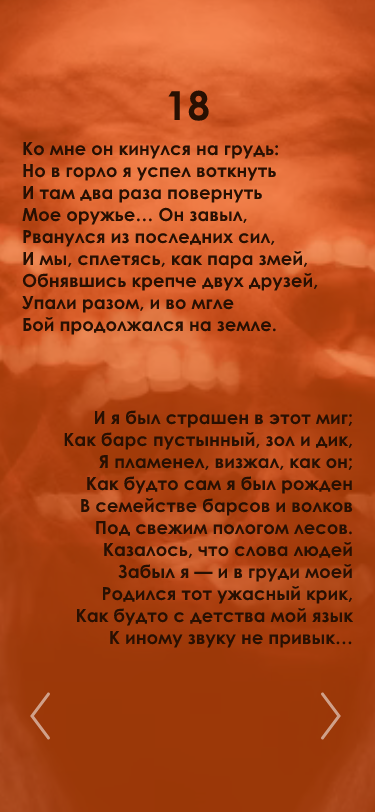 18
Ко мне он кинулся на грудь:
Но в горло я успел воткнуть
И там два раза повернуть
Мое оружье... Он завыл,
Рванулся из последних сил,
И мы, сплетясь, как пара змей,
Обнявшись крепче двух друзей,
Упали разом, и во мгле
Бой продолжался на земле.
И я был страшен в этот миг;
Как барс пустынный, зол и дик,
Я пламенел, визжал, как он;
Как будто сам я был рожден
В семействе барсов и волков
Под свежим пологом лесов.
Казалось, что слова людей
Забыл я — и в груди моей
Родился тот ужасный крик,
Как будто с детства мой язык
К иному звуку не привык...